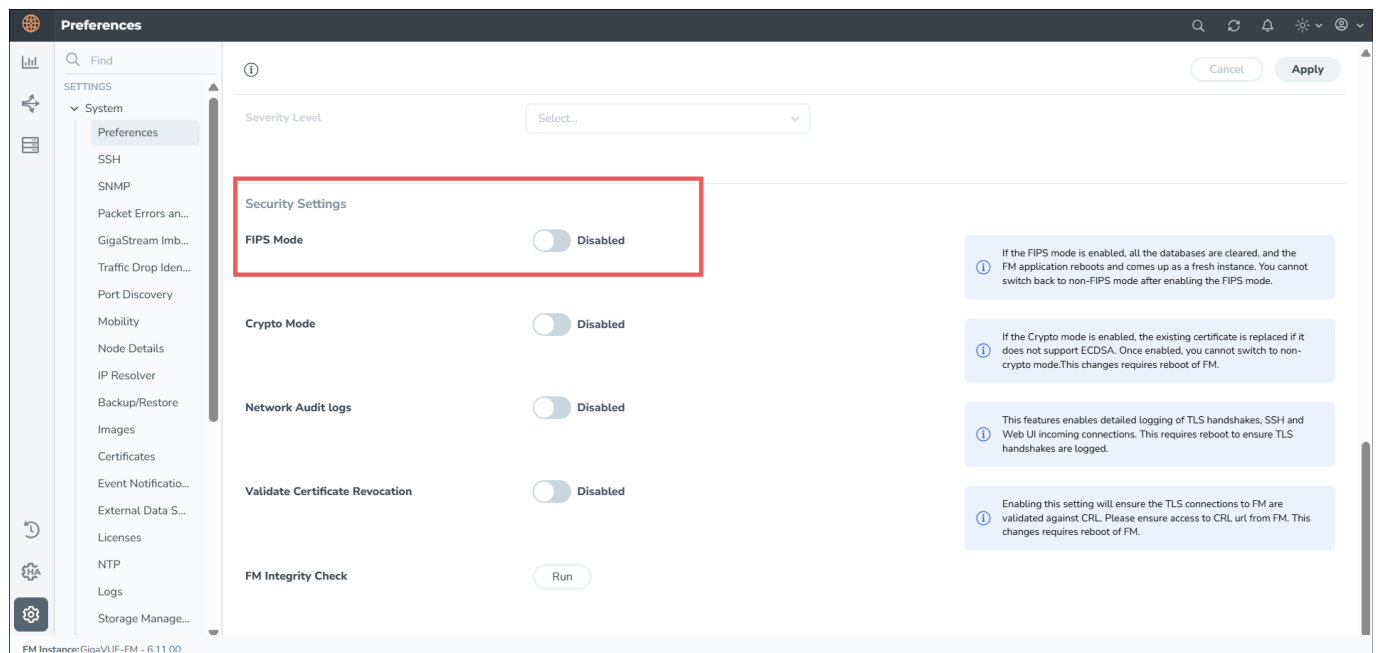 Preferences
Find
SETTINGS
System
Preferences
SSH
SNMP
Packet Errors an...
GigaStream Imb...
Traffic Drop Iden...
Port Discovery
Mobility
Node Details
IP Resolver
Backup/Restore
Images
Certificates
Event Notificatio...
External Data S...
Licenses
NTP
Logs
Storage Manage...
HA
Cancel
Apply
Severity Level
Select...
Security Settings
FIPS Mode
Disabled
If the FIPS mode is enabled, all the databases are cleared, and the
FM application reboots and comes up as a fresh instance. You cannot
switch back to non-FIPS mode after enabling the FIPS mode.
Crypto Mode
Disabled
If the Crypto mode is enabled, the existing certificate is replaced if it
does not support ECDSA. Once enabled, you cannot switch to non-
crypto mode.This changes requires reboot of FM.
Network Audit logs
Disabled
This features enables detailed logging of TLS handshakes, SSH and
Web UI incoming connections. This requires reboot to ensure TLS
handshakes are logged.
Validate Certificate Revocation
Disabled
Enabling this setting will ensure the TLS connections to FM are
validated against CRL. Please ensure access to CRL url from FM. This
changes requires reboot of FM.
FM Integrity Check
Run
FM Instance:GigaVUE-FM - 6.11.00